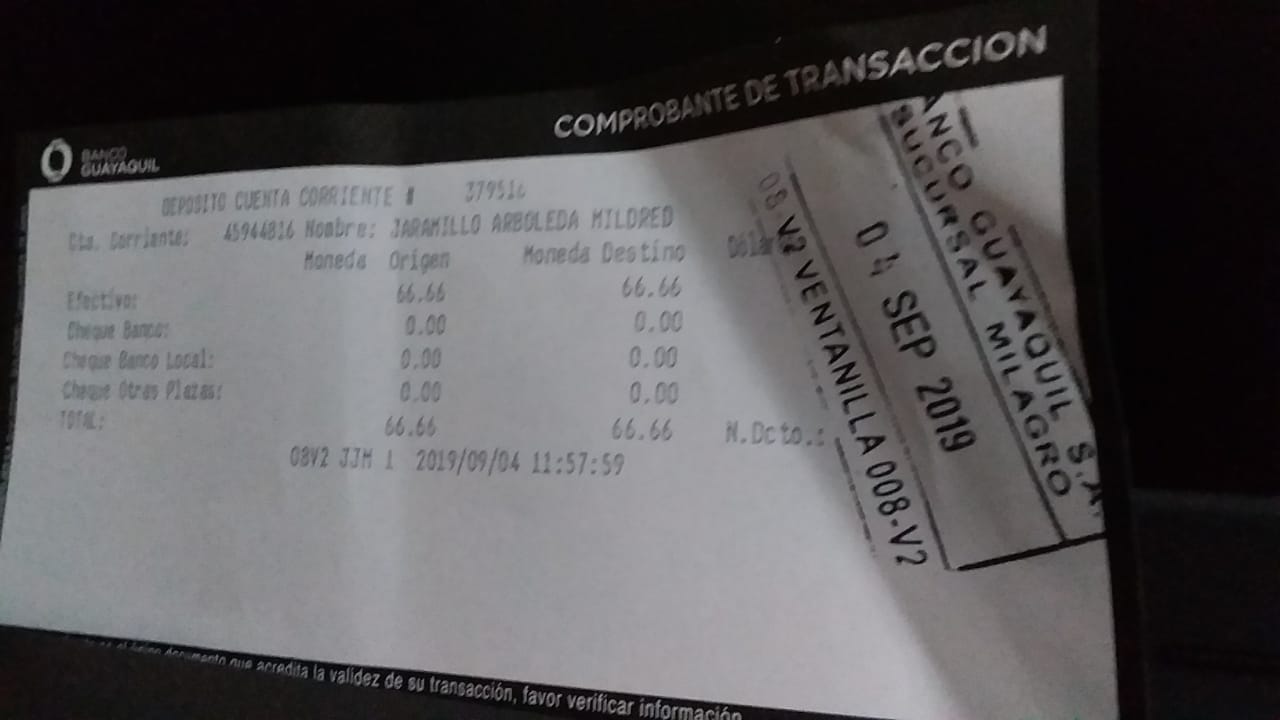 COMPROBANTE DE TRANSACCION
BANCO
GUAYAQUIL
DEPOSITO CUENTA CORRIENTE # 379516
Cta. Corriente: 45944816 Nombre: JARAMILLO ARBOLEDA MILDRED
Moneda Origen Moneda Destino
Efectivo: 66.66 66.66
Cheque Banco: 0.00 0.00
Cheque Banco Local: 0.00 0.00
Cheque Otras Plazas: 0.00 0.00
TOTAL: 66.66 66.66 N.Dcto.:
08V2 JJM 1 2019/09/04 11:57:59
ANCO GUAYAQUIL S.A.
SUCURSAL MILAGRO
04 SEP 2019
08-V2 VENTANILLA 008-V2
documento que acredita la validez de su transacción, favor verificar información